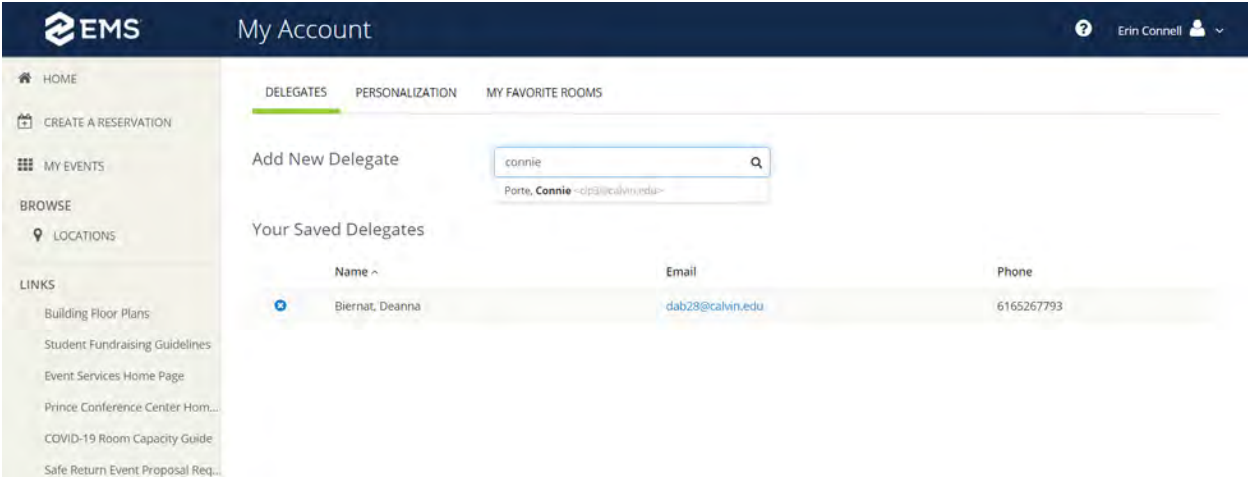 EMS
My Account
Erin Connell
HOME
CREATE A RESERVATION
MY EVENTS
BROWSE
LOCATIONS
LINKS
Building Floor Plans
Student Fundraising Guidelines
Event Services Home Page
Prince Conference Center Hom...
COVID-19 Room Capacity Guide
Safe Return Event Proposal Req...
DELEGATES PERSONALIZATION MY FAVORITE ROOMS
Add New Delegate
connie
Porte, Connie <cip3@calvin.edu>
Your Saved Delegates
Name Email Phone
Biernat, Deanna dab28@calvin.edu 6165267793